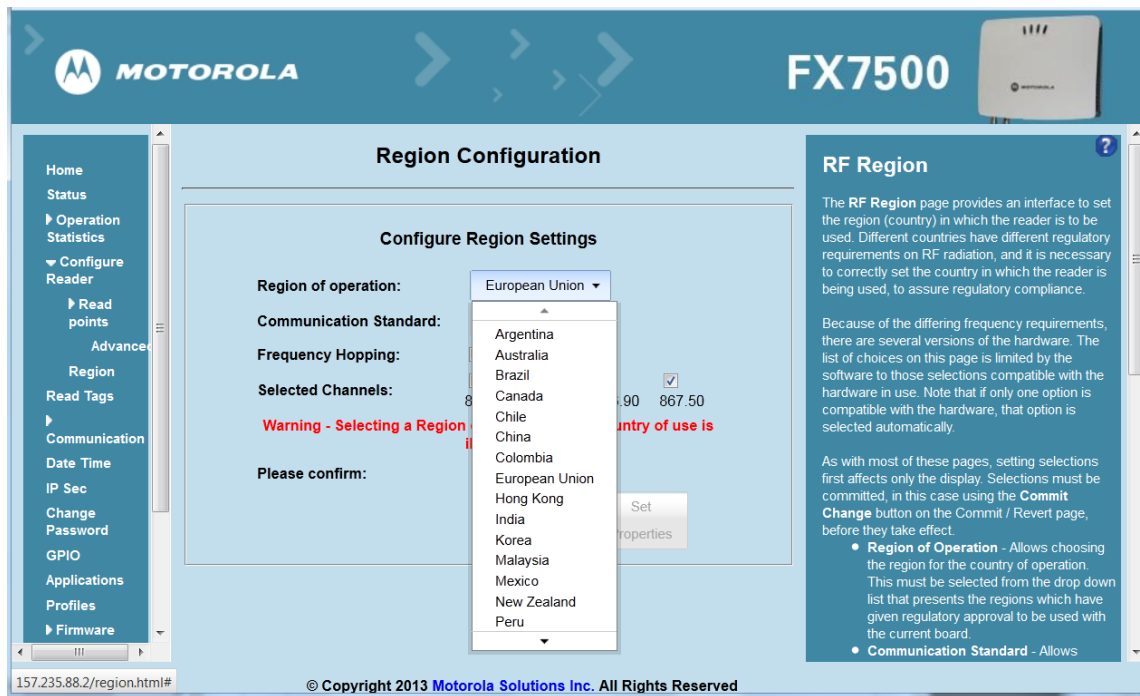 MOTOROLA
FX7500
MOTOROLA
Home
Status
Operation
Statistics
Configure
Reader
Read
points
Advanced
Region
Read Tags
Communication
Date Time
IP Sec
Change
Password
GPIO
Applications
Profiles
Firmware
157.235.88.2/region.html#
Region Configuration
Configure Region Settings
Region of operation:
European Union
Communication Standard:
Frequency Hopping:
Selected Channels:
8
.90 867.50
Warning - Selecting a Region
untry of use is
Please confirm:
Set
Properties
Argentina
Australia
Brazil
Canada
Chile
China
Colombia
European Union
Hong Kong
India
Korea
Malaysia
Mexico
New Zealand
Peru
RF Region
?
The RF Region page provides an interface to set
the region (country) in which the reader is to be
used. Different countries have different regulatory
requirements on RF radiation, and it is necessary
to correctly set the country in which the reader is
being used, to assure regulatory compliance.
Because of the differing frequency requirements,
there are several versions of the hardware. The
list of choices on this page is limited by the
software to those selections compatible with the
hardware in use. Note that if only one option is
compatible with the hardware, that option is
selected automatically.
As with most of these pages, setting selections
first affects only the display. Selections must be
committed, in this case using the Commit
Change button on the Commit / Revert page,
before they take effect.
• Region of Operation - Allows choosing
the region for the country of operation.
This must be selected from the drop down
list that presents the regions which have
given regulatory approval to be used with
the current board.
• Communication Standard - Allows
© Copyright 2013 Motorola Solutions Inc. All Rights Reserved